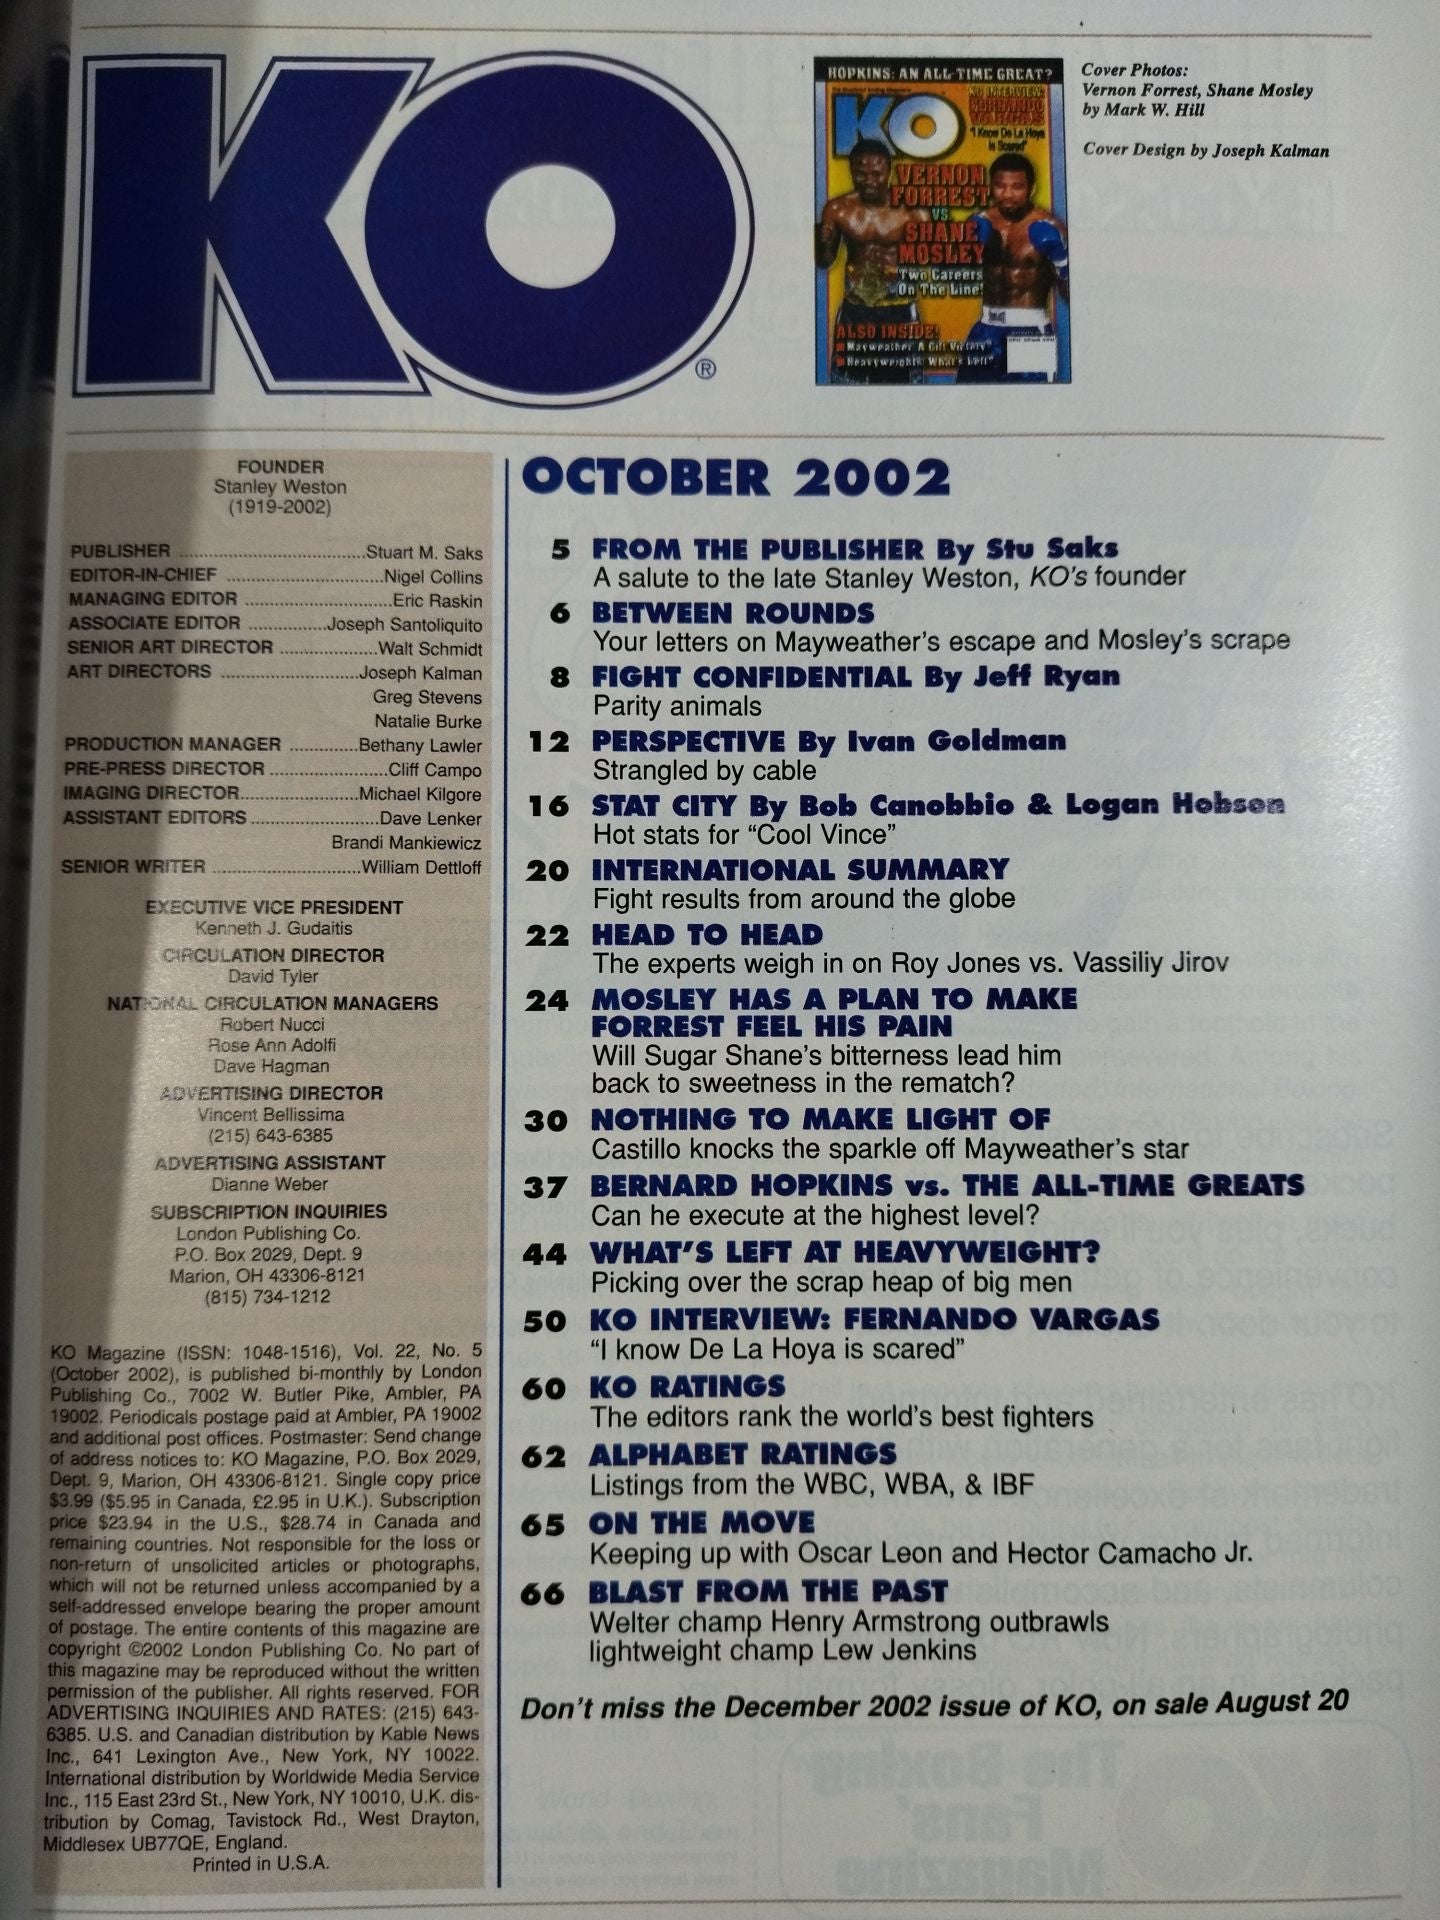 KO
®
HOPKINS: AN ALL-TIME GREAT?
KO
KO INTERVIEW:
FERNANDO
VARGAS
"I Know De La Hoya
Is Scared"
VERNON
FORREST
VS.
SHANE
MOSLEY
Two Careers
On The Line!
ALSO INSIDE!
Mayweather: A Gift Victory?
Heavyweights: What's Left?
Cover Photos:
Vernon Forrest, Shane Mosley
by Mark W. Hill
Cover Design by Joseph Kalman
FOUNDER
Stanley Weston
(1919-2002)
PUBLISHER ..................................Stuart M. Saks
EDITOR-IN-CHIEF .............................Nigel Collins
MANAGING EDITOR ...........................Eric Raskin
ASSOCIATE EDITOR ..............Joseph Santoliquito
SENIOR ART DIRECTOR ..................Walt Schmidt
ART DIRECTORS .........................Joseph Kalman
Greg Stevens
Natalie Burke
PRODUCTION MANAGER .............Bethany Lawler
PRE-PRESS DIRECTOR ......................Cliff Campo
IMAGING DIRECTOR......................Michael Kilgore
ASSISTANT EDITORS........................Dave Lenker
Brandi Mankiewicz
SENIOR WRITER ...........................William Dettloff
EXECUTIVE VICE PRESIDENT
Kenneth J. Gudaitis
CIRCULATION DIRECTOR
David Tyler
NATIONAL CIRCULATION MANAGERS
Robert Nucci
Rose Ann Adolfi
Dave Hagman
ADVERTISING DIRECTOR
Vincent Bellissima
(215) 643-6385
ADVERTISING ASSISTANT
Dianne Weber
SUBSCRIPTION INQUIRIES
London Publishing Co.
P.O. Box 2029, Dept. 9
Marion, OH 43306-8121
(815) 734-1212
KO Magazine (ISSN: 1048-1516), Vol. 22, No. 5
(October 2002), is published bi-monthly by London
Publishing Co., 7002 W. Butler Pike, Ambler, PA
19002. Periodicals postage paid at Ambler, PA 19002
and additional post offices. Postmaster: Send change
of address notices to: KO Magazine, P.O. Box 2029,
Dept. 9, Marion, OH 43306-8121. Single copy price
$3.99 ($5.95 in Canada, £2.95 in U.K.). Subscription
price $23.94 in the U.S., $28.74 in Canada and
remaining countries. Not responsible for the loss or
non-return of unsolicited articles or photographs,
which will not be returned unless accompanied by a
self-addressed envelope bearing the proper amount
of postage. The entire contents of this magazine are
copyright ©2002 London Publishing Co. No part of
this magazine may be reproduced without the written
permission of the publisher. All rights reserved. FOR
ADVERTISING INQUIRIES AND RATES: (215) 643-
6385. U.S. and Canadian distribution by Kable News
Inc., 641 Lexington Ave., New York, NY 10022.
International distribution by Worldwide Media Service
Inc., 115 East 23rd St., New York, NY 10010, U.K. dis-
tribution by Comag, Tavistock Rd., West Drayton,
Middlesex UB77QE, England.
Printed in U.S.A.
OCTOBER 2002
5 FROM THE PUBLISHER By Stu Saks
A salute to the late Stanley Weston, KO's founder
6 BETWEEN ROUNDS
Your letters on Mayweather's escape and Mosley's scrape
8 FIGHT CONFIDENTIAL By Jeff Ryan
Parity animals
12 PERSPECTIVE By Ivan Goldman
Strangled by cable
16 STAT CITY By Bob Canobbio & Logan Hobson
Hot stats for "Cool Vince"
20 INTERNATIONAL SUMMARY
Fight results from around the globe
22 HEAD TO HEAD
The experts weigh in on Roy Jones vs. Vassiliy Jirov
24 MOSLEY HAS A PLAN TO MAKE
FORREST FEEL HIS PAIN
Will Sugar Shane's bitterness lead him
back to sweetness in the rematch?
30 NOTHING TO MAKE LIGHT OF
Castillo knocks the sparkle off Mayweather's star
37 BERNARD HOPKINS vs. THE ALL-TIME GREATS
Can he execute at the highest level?
44 WHAT'S LEFT AT HEAVYWEIGHT?
Picking over the scrap heap of big men
50 KO INTERVIEW: FERNANDO VARGAS
"I know De La Hoya is scared"
60 KO RATINGS
The editors rank the world's best fighters
62 ALPHABET RATINGS
Listings from the WBC, WBA, & IBF
65 ON THE MOVE
Keeping up with Oscar Leon and Hector Camacho Jr.
66 BLAST FROM THE PAST
Welter champ Henry Armstrong outbrawls
lightweight champ Lew Jenkins
Don't miss the December 2002 issue of KO, on sale August 20